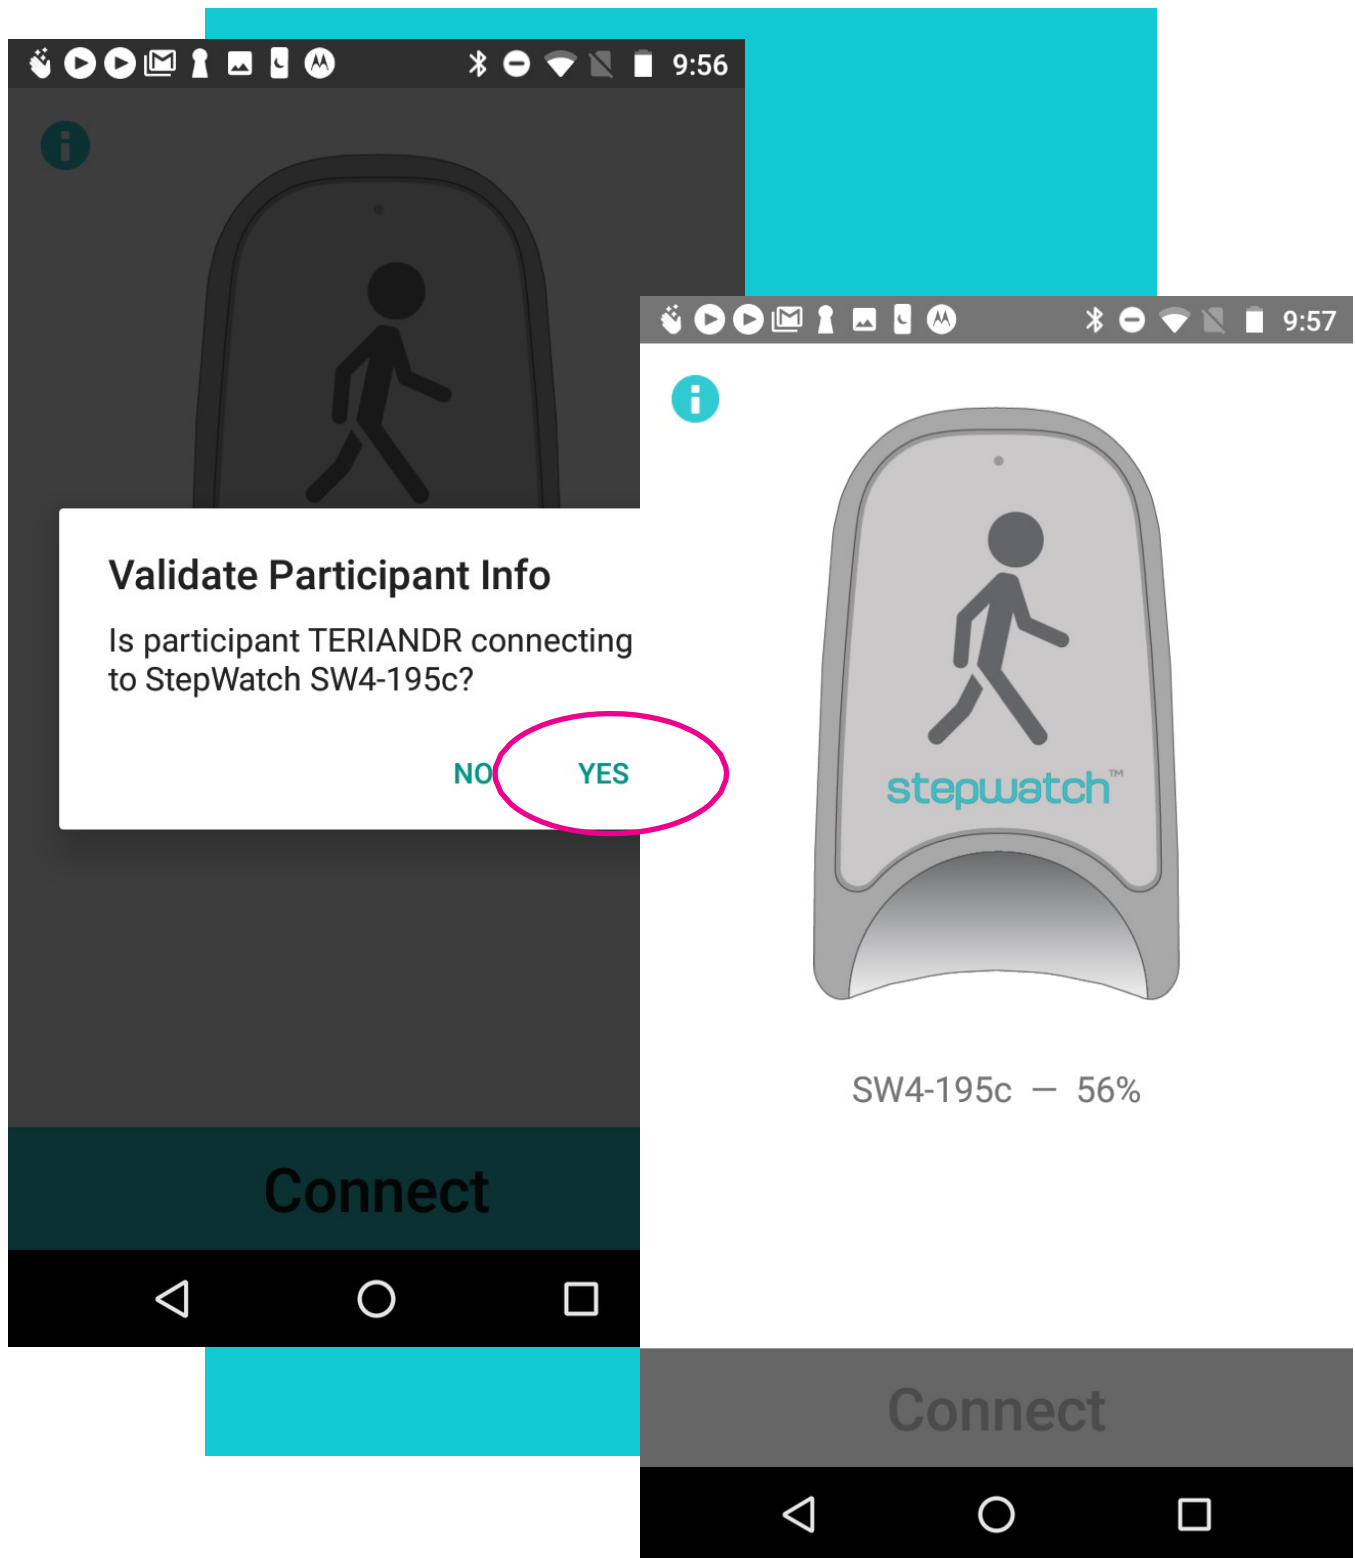 9:56
Validate Participant Info
Is participant TERIANDR connecting
to StepWatch SW4-195c?
NO YES
Connect
9:57
stepwatch™
SW4-195c — 56%
Connect